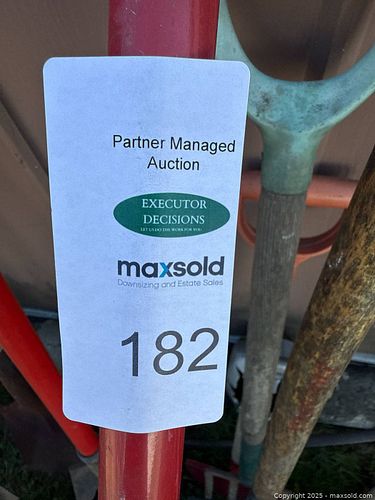 Partner Managed
Auction
EXECUTOR
DECISIONS
LET US DO THE WORK FOR YOU
maxsold
Downsizing and Estate Sales
182
Copyright 2025 - maxsold.com